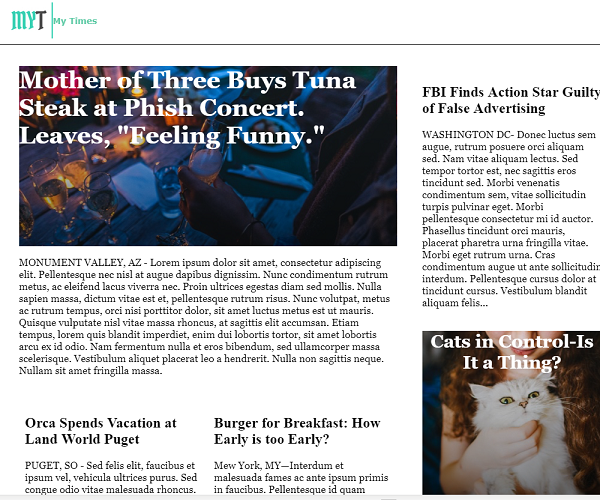 MYT My Times
Mother of Three Buys Tuna
Steak at Phish Concert.
Leaves, "Feeling Funny."
MONUMENT VALLEY, AZ - Lorem ipsum dolor sit amet, consectetur adipiscing
elit. Pellentesque nec nisl at augue dapibus dignissim. Nunc condimentum rutrum
metus, ac eleifend lacus viverra nec. Proin ultrices egestas diam sed mollis. Nulla
sapien massa, dictum vitae est et, pellentesque rutrum risus. Nunc volutpat, metus
ac rutrum tempus, orci nisi porttitor dolor, sit amet luctus metus est ut mauris.
Quisque vulputate nisl vitae massa rhoncus, at sagittis elit accumsan. Etiam
tempus, lorem quis blandit imperdiet, enim dui lobortis tortor, sit amet lobortis
arcu ex id odio. Nam fermentum nulla et eros bibendum, sed ullamcorper massa
scelerisque. Vestibulum aliquet placerat leo a hendrerit. Nulla non sagittis neque.
Nullam sit amet fringilla massa.
Orca Spends Vacation at
Land World Puget
PUGET, SO - Sed felis elit, faucibus et
ipsum vel, vehicula ultrices purus. Sed
congue odio vitae malesuada rhoncus.
Burger for Breakfast: How
Early is too Early?
Mew York, MY—Interdum et
malesuada fames ac ante ipsum primis
in faucibus. Pellentesque id quam
FBI Finds Action Star Guilty
of False Advertising
WASHINGTON DC- Donec luctus sem
augue, rutrum posuere orci aliquam
sed. Nam vitae aliquam lectus. Sed
tempor tortor est, nec sagittis eros
tincidunt sed. Morbi venenatis
condimentum sem, vitae sollicitudin
turpis pulvinar eget. Morbi
pellentesque consectetur mi id auctor.
Phasellus tincidunt orci mauris,
placerat pharetra urna fringilla vitae.
Morbi eget rutrum urna. Cras
condimentum augue ut ante sollicitudin
interdum. Pellentesque cursus dolor at
tincidunt cursus. Vestibulum blandit
aliquam felis...
Cats in Control-Is
It a Thing?